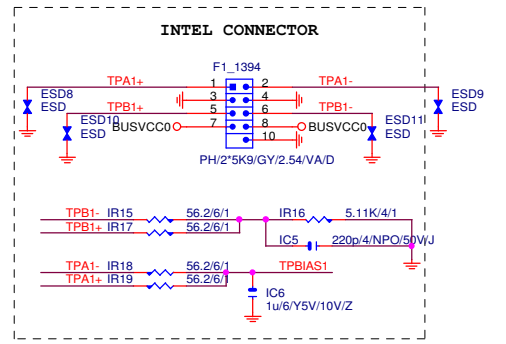 INTEL CONNECTOR
F1_1394
TPA1+ 1 2 TPA1-
ESD8 3 4 ESD9
ESD ESD
TPB1+ 5 6 TPB1-
ESD10 BUSVCC0 7 8 BUSVCC0 ESD11
ESD 10 ESD
PH/2*5K9/GY/2.54/VA/D
TPB1- IR15 56.2/6/1 IR16 5.11K/4/1
TPB1+ IR17 56.2/6/1
IC5 220p/4/NPO/50V/J
TPA1- IR18 56.2/6/1 TPBIAS1
TPA1+ IR19 56.2/6/1
IC6
1u/6/Y5V/10V/Z